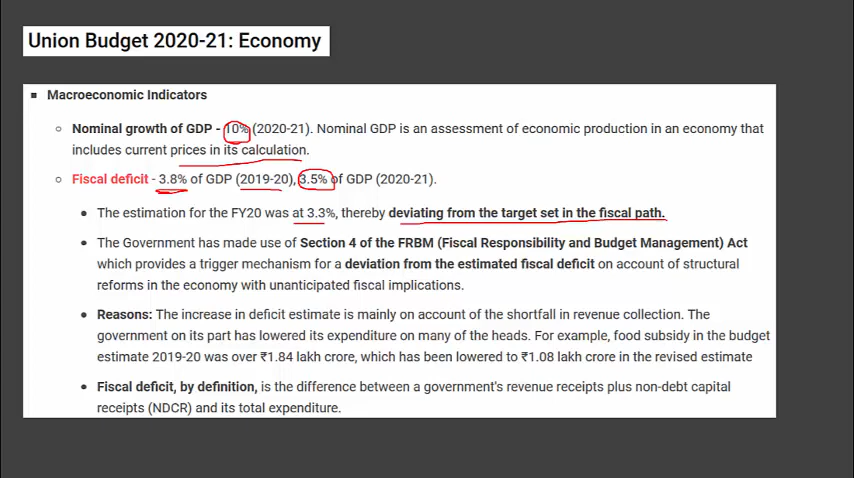 Union Budget 2020-21: Economy
■ Macroeconomic Indicators
○ Nominal growth of GDP - 10% (2020-21). Nominal GDP is an assessment of economic production in an economy that
includes current prices in its calculation.
○ Fiscal deficit - 3.8% of GDP (2019-20), 3.5% of GDP (2020-21).
● The estimation for the FY20 was at 3.3%, thereby deviating from the target set in the fiscal path.
● The Government has made use of Section 4 of the FRBM (Fiscal Responsibility and Budget Management) Act
which provides a trigger mechanism for a deviation from the estimated fiscal deficit on account of structural
reforms in the economy with unanticipated fiscal implications.
● Reasons: The increase in deficit estimate is mainly on account of the shortfall in revenue collection. The
government on its part has lowered its expenditure on many of the heads. For example, food subsidy in the budget
estimate 2019-20 was over ₹1.84 lakh crore, which has been lowered to ₹1.08 lakh crore in the revised estimate
● Fiscal deficit, by definition, is the difference between a government's revenue receipts plus non-debt capital
receipts (NDCR) and its total expenditure.